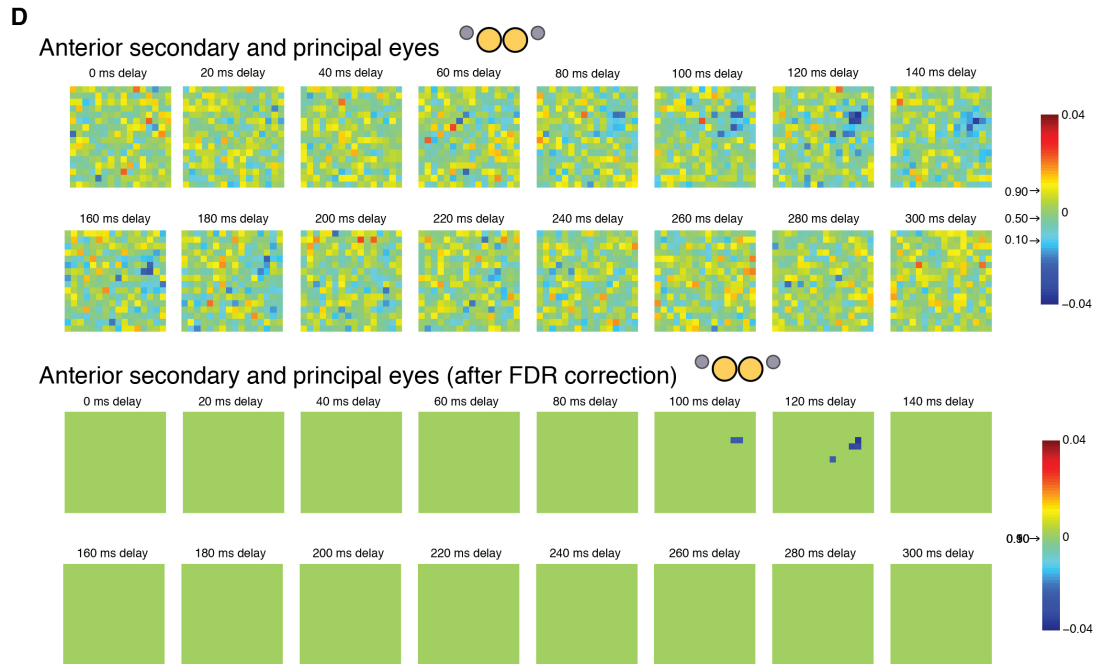 D
Anterior secondary and principal eyes
0 ms delay 20 ms delay 40 ms delay 60 ms delay 80 ms delay 100 ms delay 120 ms delay 140 ms delay
0.04
0.90→
0
0.50→
0.10→
−0.04
160 ms delay 180 ms delay 200 ms delay 220 ms delay 240 ms delay 260 ms delay 280 ms delay 300 ms delay
Anterior secondary and principal eyes (after FDR correction)
0 ms delay 20 ms delay 40 ms delay 60 ms delay 80 ms delay 100 ms delay 120 ms delay 140 ms delay
0.04
0
−0.04
160 ms delay 180 ms delay 200 ms delay 220 ms delay 240 ms delay 260 ms delay 280 ms delay 300 ms delay